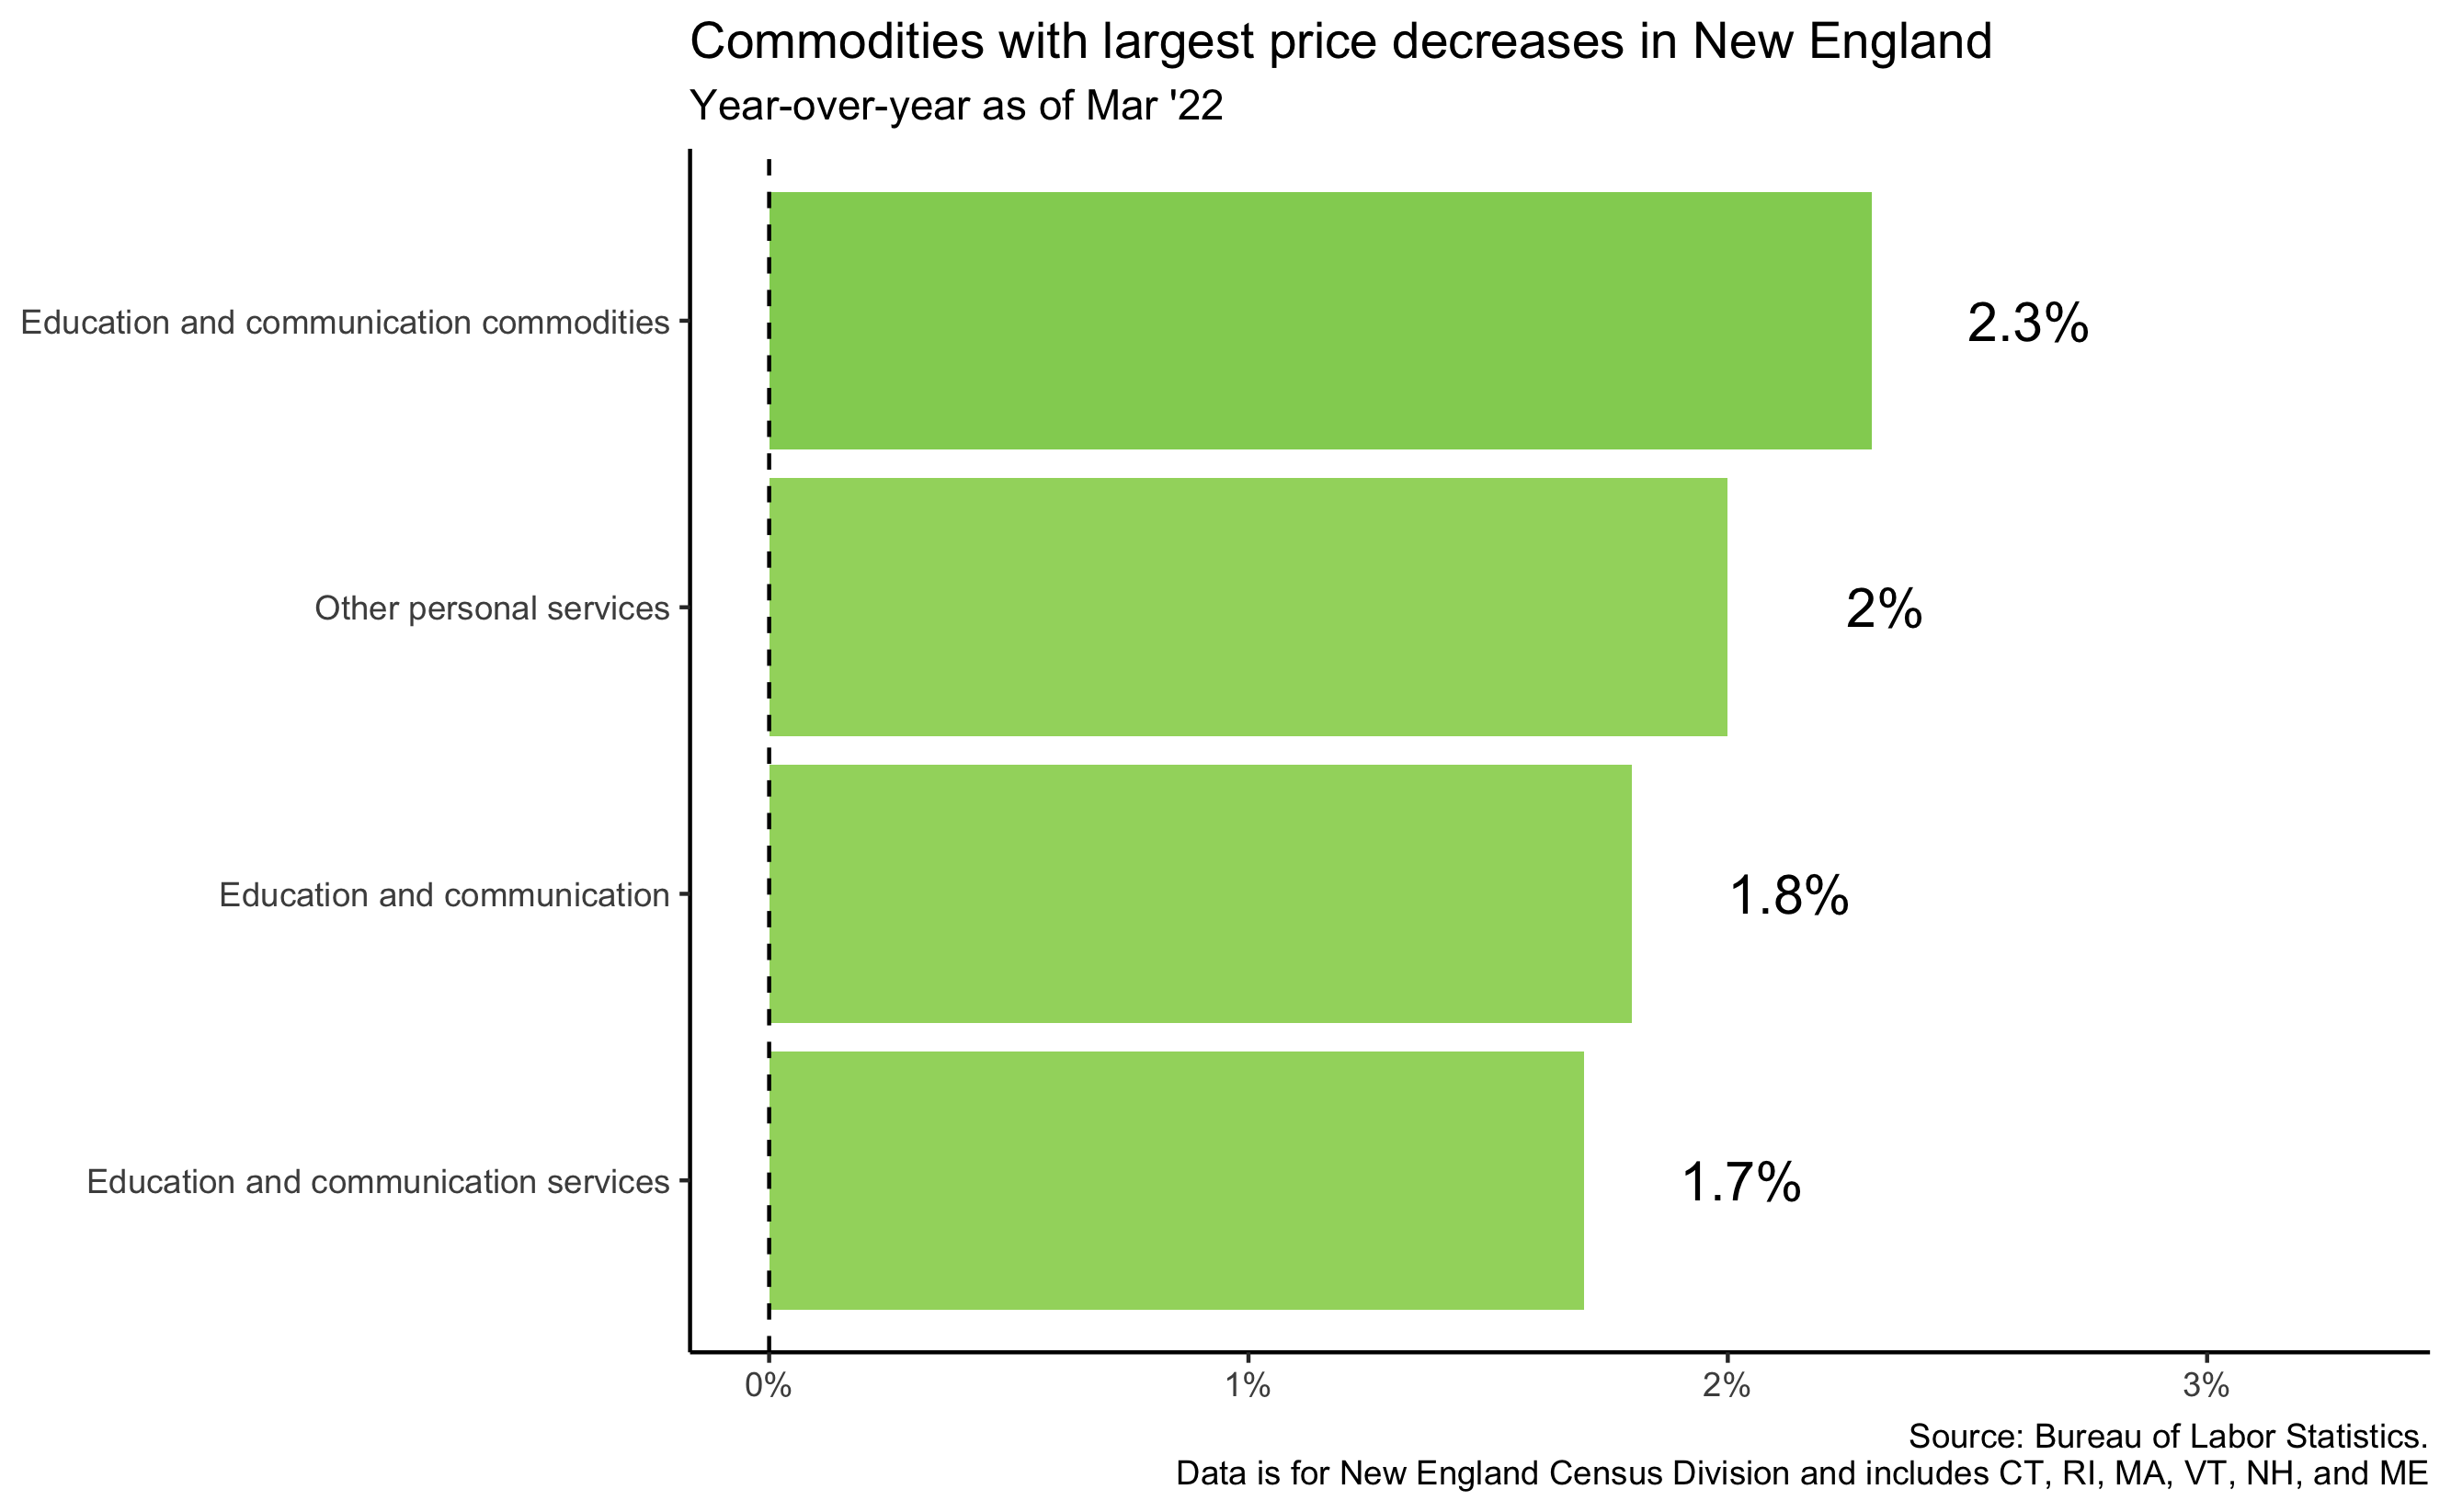 Commodities with largest price decreases in New England
Year-over-year as of Mar '22
Education and communication commodities
2.3%
Other personal services
2%
Education and communication
1.8%
Education and communication services
1.7%
0%
1%
2%
3%
Source: Bureau of Labor Statistics.
Data is for New England Census Division and includes CT, RI, MA, VT, NH, and ME